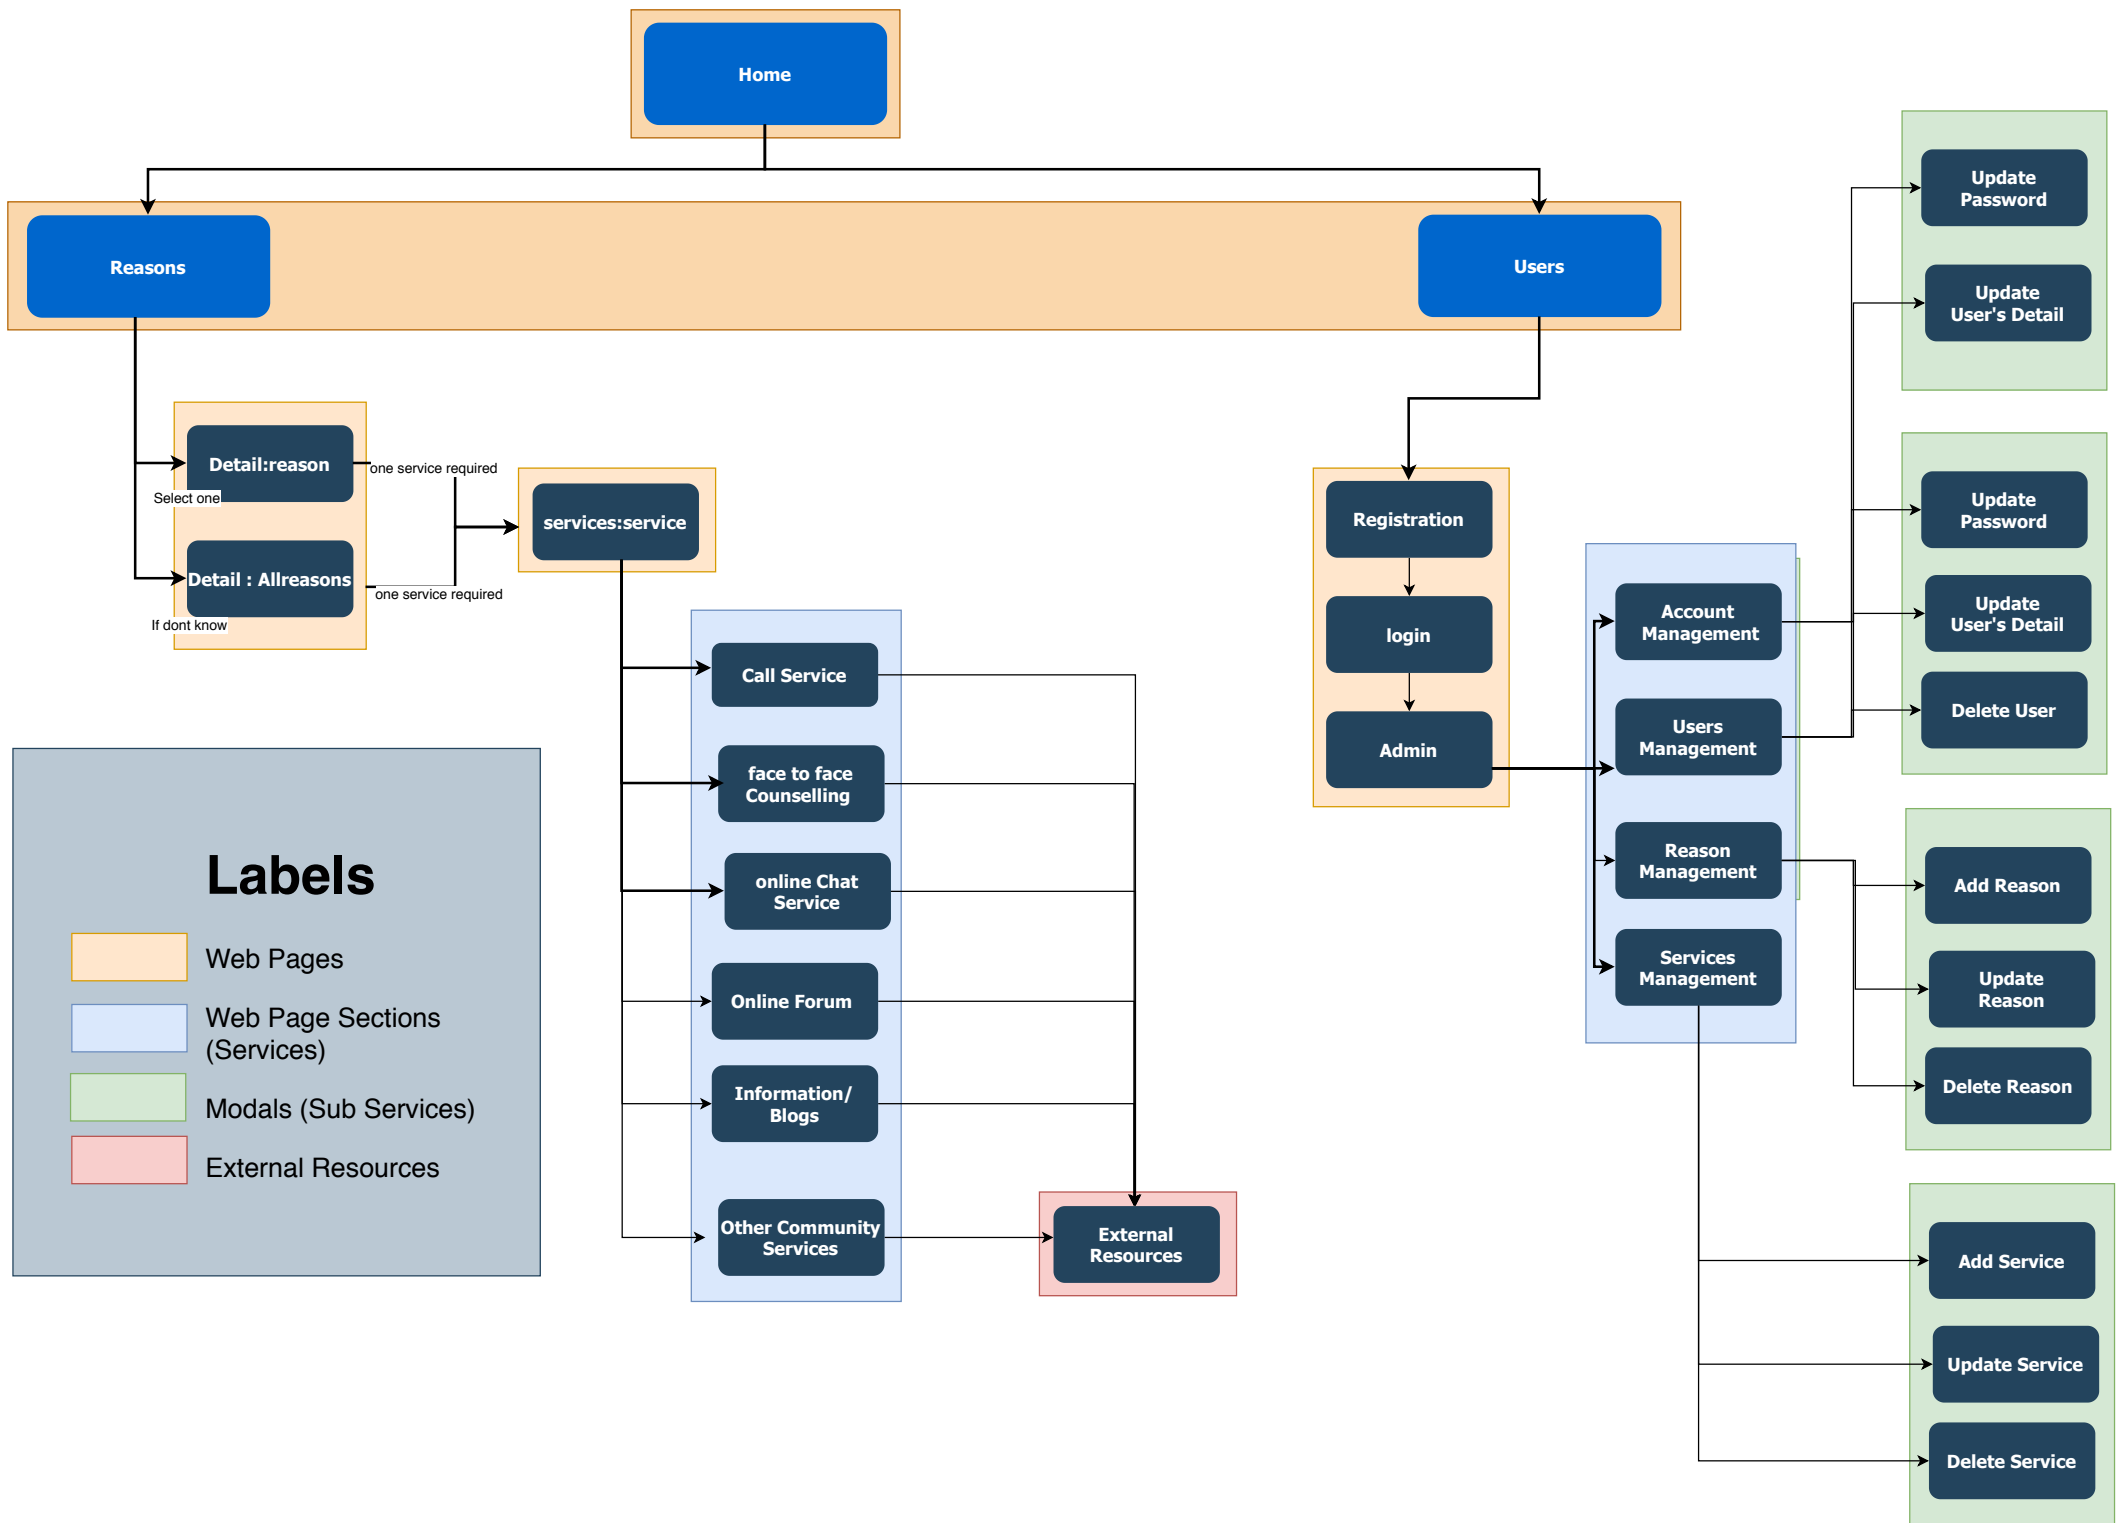 Home
Reasons
Users
Detail:reason
Select one
one service required
Detail : Allreasons
If dont know
one service required
services:service
Call Service
face to face
Counselling
online Chat
Service
Online Forum
Information/
Blogs
Other Community
Services
External
Resources
Registration
login
Admin
Account
Management
Users
Management
Reason
Management
Services
Management
Update
Password
Update
User's Detail
Update
Password
Update
User's Detail
Delete User
Add Reason
Update
Reason
Delete Reason
Add Service
Update Service
Delete Service
Labels
Web Pages
Web Page Sections
(Services)
Modals (Sub Services)
External Resources